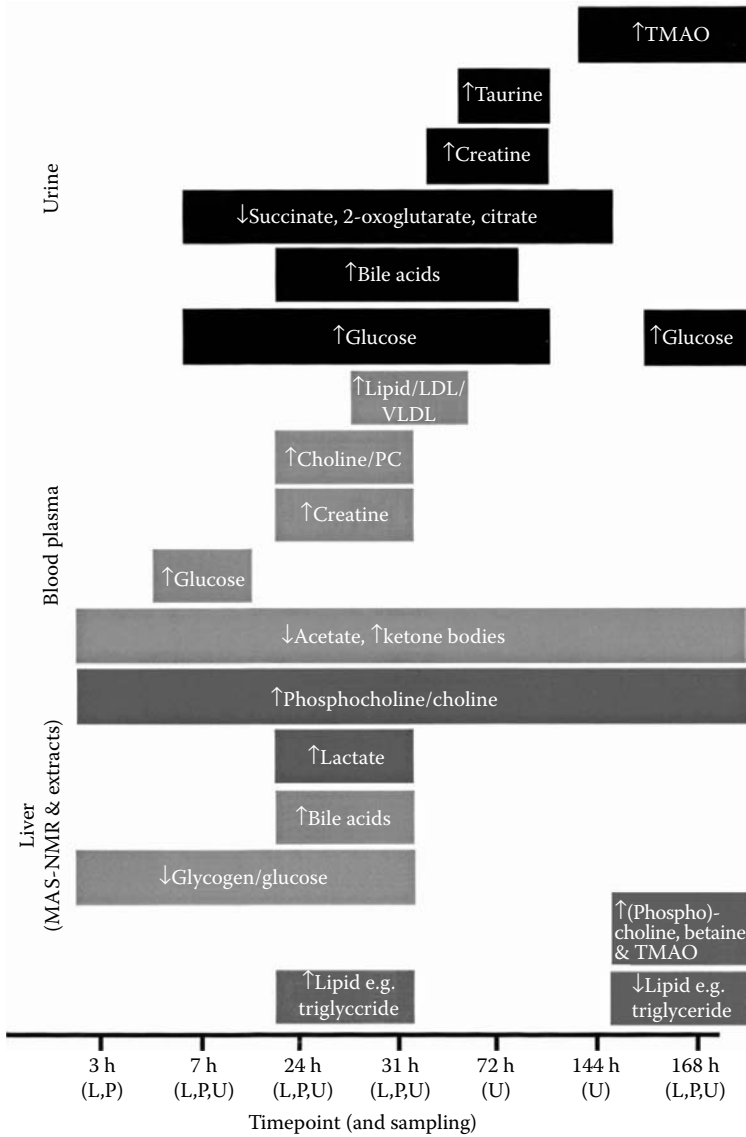 ↑TMAO
↑Taurine
↑Creatine
↓Succinate, 2-oxoglutarate, citrate
↑Bile acids
↑Glucose
↑Glucose
Urine
↑Lipid/LDL/
VLDL
↑Choline/PC
↑Creatine
↑Glucose
↓Acetate, ↑ketone bodies
Blood plasma
↑Phosphocholine/choline
↑Lactate
↑Bile acids
↓Glycogen/glucose
↑(Phospho)-
choline, betaine
& TMAO
↑Lipid e.g.
triglyccride
↓Lipid e.g.
triglyceride
Liver
(MAS-NMR & extracts)
3 h
(L,P)
7 h
(L,P,U)
24 h
(L,P,U)
31 h
(L,P,U)
72 h
(U)
144 h
(U)
168 h
(L,P,U)
Timepoint (and sampling)